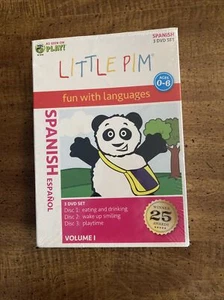 PLAY!
SPANISH
3 DVD SET
LITTLE PIM
fun with languages
AGES
0-6
SPANISH
ESPAÑOL
3 DVD SET
Disc 1: eating and drinking
Disc 2: wake up smiling
Disc 3: playtime
VOLUME I
25